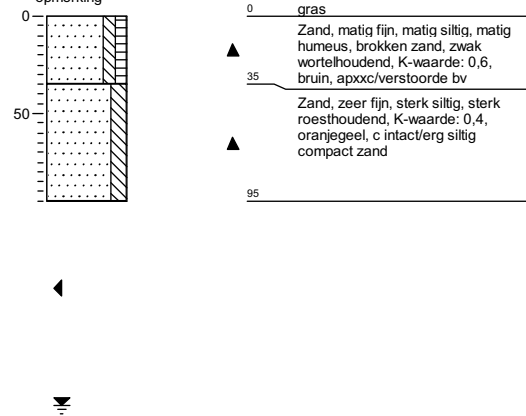 opmerking
0
50
0
gras
Zand, matig fijn, matig siltig, matig
humeus, brokken zand, zwak
wortelhoudend, K-waarde: 0,6,
bruin, apxxc/verstoorde bv
35
Zand, zeer fijn, sterk siltig, sterk
roesthoudend, K-waarde: 0,4,
oranjegeel, c intact/erg siltig
compact zand
95